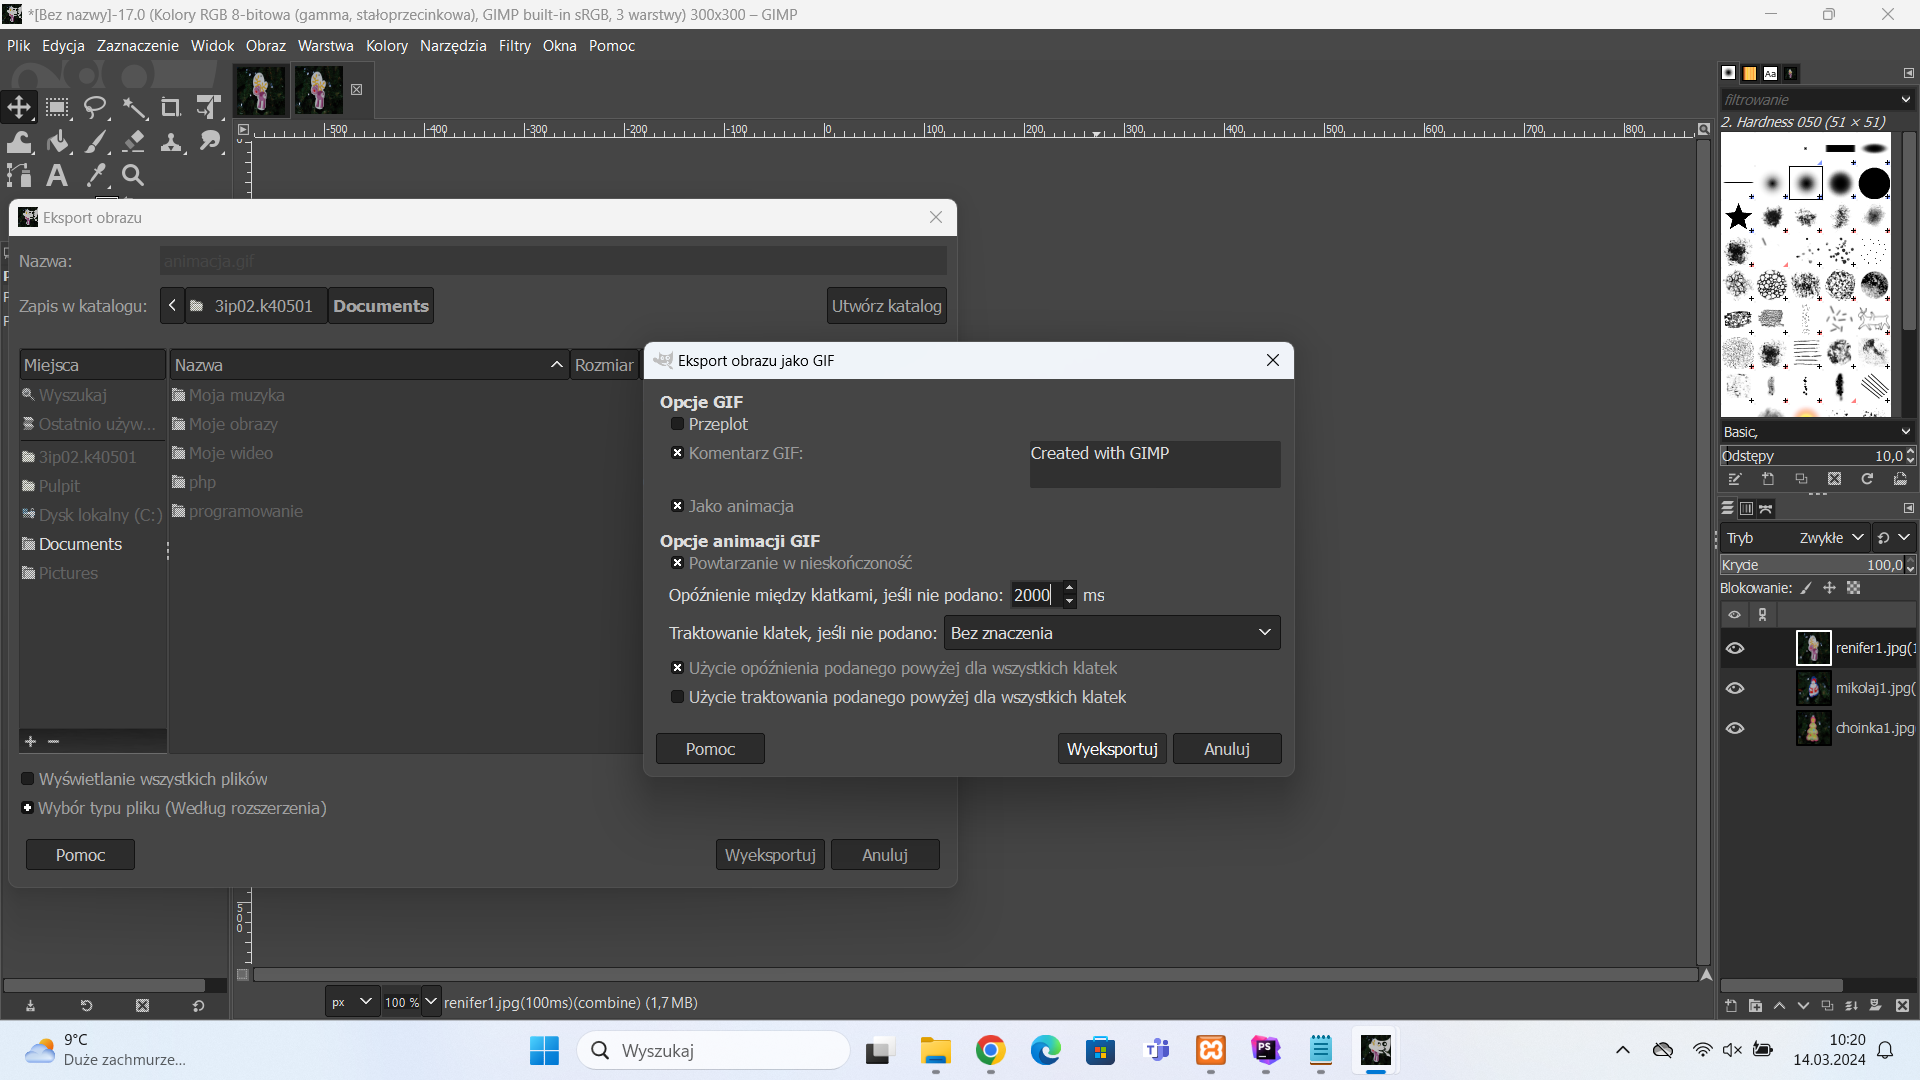 *[Bez nazwy]-17.0 (Kolory RGB 8-bitowa (gamma, stałoprzecinkowa), GIMP built-in sRGB, 3 warstwy) 300x300 – GIMP
Plik Edycja Zaznaczenie Widok Obraz Warstwa Kolory Narzędzia Filtry Okna Pomoc
filtrowanie
2. Hardness 050 (51 × 51)
-500 -400 -300 -200 -100 0 100 200 300 400 500 600 700 800
Eksport obrazu
Nazwa: animacja.gif
Zapis w katalogu: 3ip02.k40501 Documents Utwórz katalog
Miejsca Nazwa Rozmiar
Wyszukaj
Ostatnio używ...
3ip02.k40501
Pulpit
Dysk lokalny (C:)
Documents
Pictures
Moja muzyka
Moje obrazy
Moje wideo
php
programowanie
Wyświetlanie wszystkich plików
Wybór typu pliku (Według rozszerzenia)
Pomoc Wyeksportuj Anuluj
Eksport obrazu jako GIF
Opcje GIF
Przeplot
Komentarz GIF: Created with GIMP
Jako animacja
Opcje animacji GIF
Powtarzanie w nieskończoność
Opóźnienie między klatkami, jeśli nie podano: 2000 ms
Traktowanie klatek, jeśli nie podano: Bez znaczenia
Użycie opóźnienia podanego powyżej dla wszystkich klatek
Użycie traktowania podanego powyżej dla wszystkich klatek
Pomoc Wyeksportuj Anuluj
Basic,
Odstępy 10,0
Tryb Zwykłe
Krycie 100,0
Blokowanie:
renifer1.jpg(1
mikolaj1.jpg(
choinka1.jpg
500
px 100 % renifer1.jpg(100ms)(combine) (1,7 MB)
9°C
Duże zachmurze...
Wyszukaj
10:20
14.03.2024